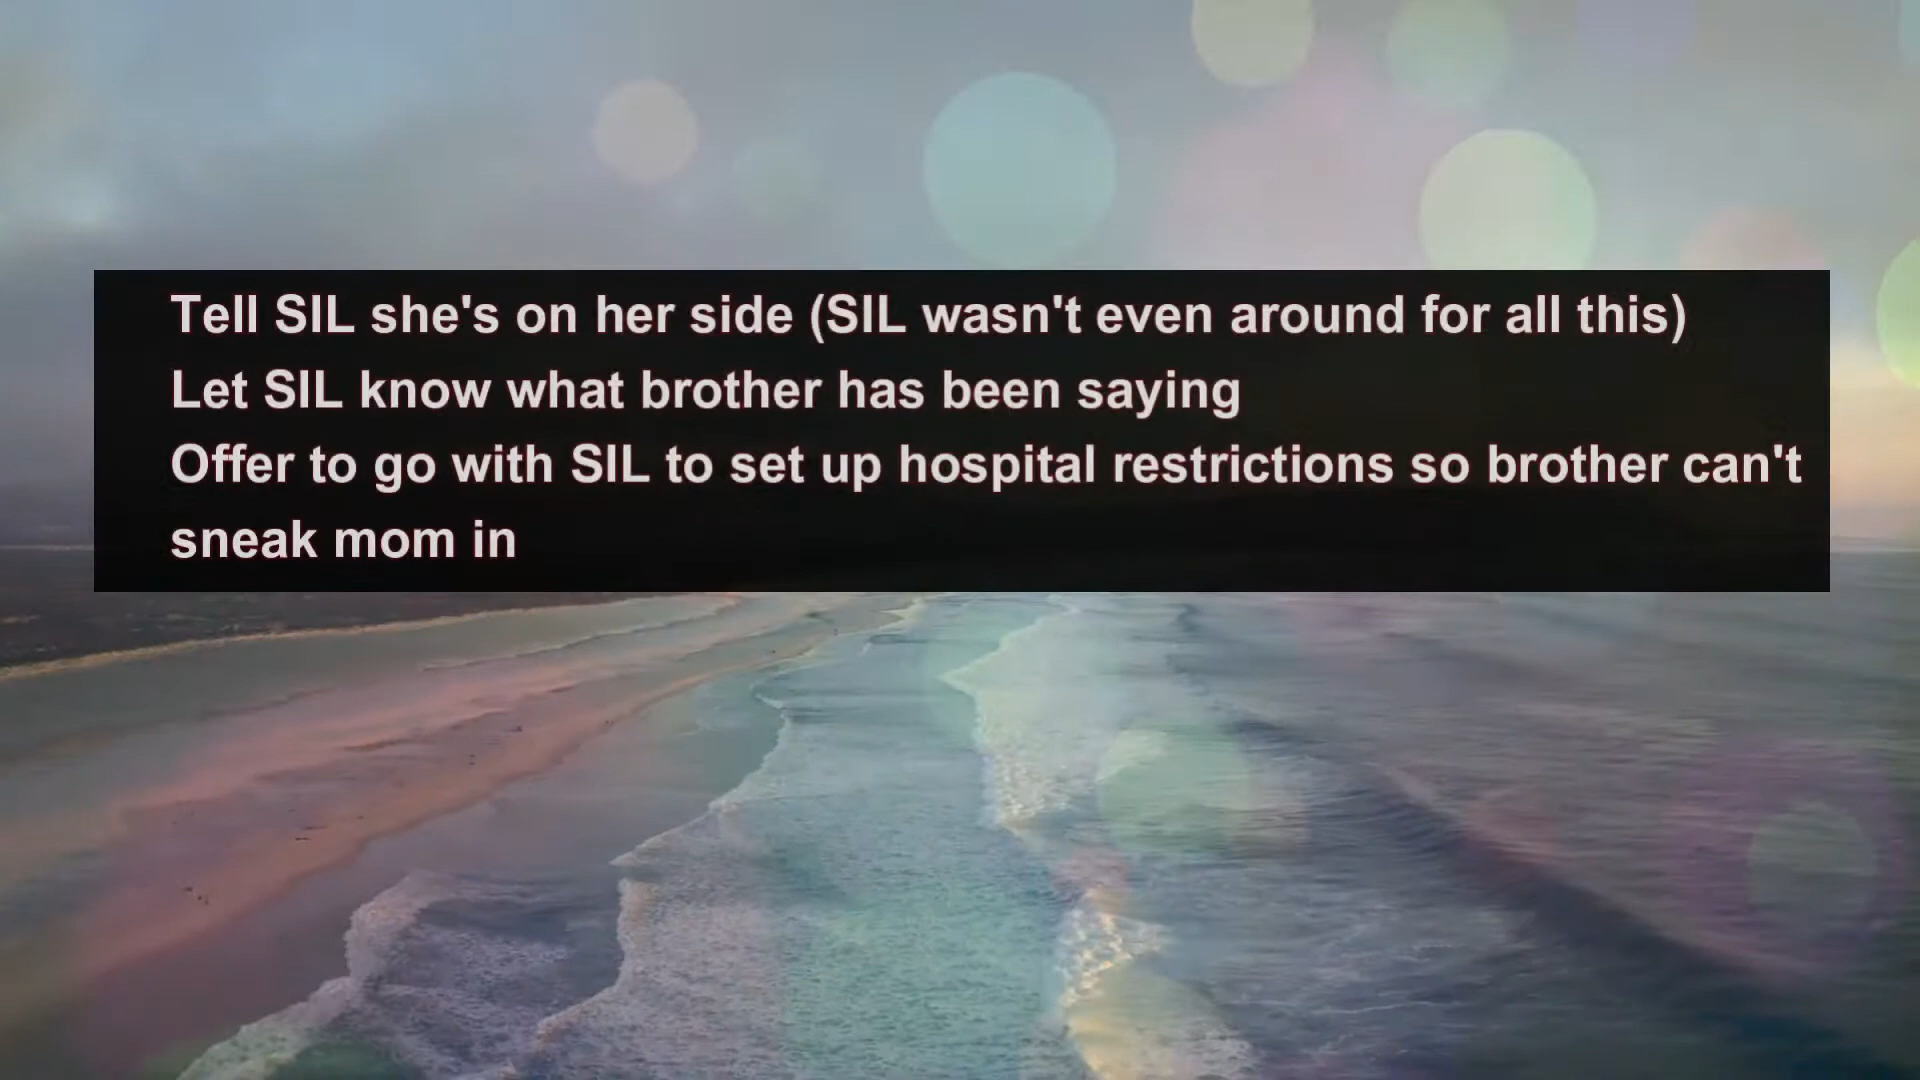 Tell SIL she's on her side (SIL wasn't even around for all this)
Let SIL know what brother has been saying
Offer to go with SIL to set up hospital restrictions so brother can't
sneak mom in